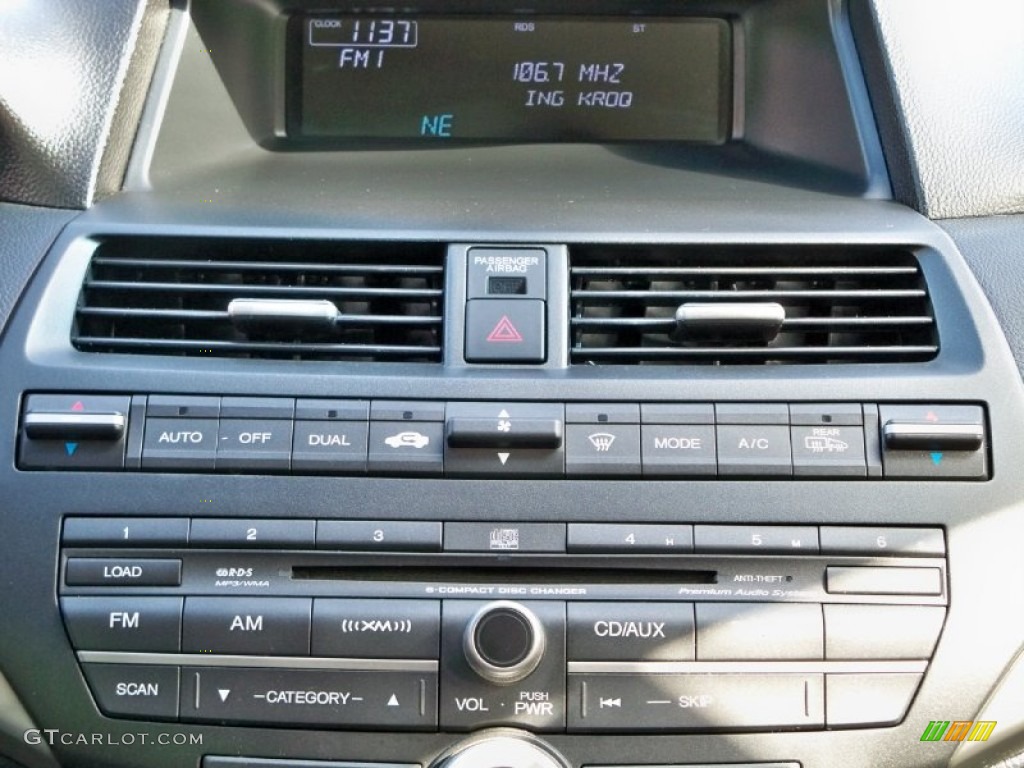 CLOCK 1137 RDS ST
FM1
106.7 MHZ
ING KROQ
NE
PASSENGER
AIRBAG
OFF
AUTO - OFF DUAL MODE A/C REAR
1 2 3 4 H 5 M 6
LOAD R·D·S ANTI-THEFT
MP3/WMA
6-COMPACT DISC CHANGER Premium Audio System
FM AM XM CD/AUX
SCAN -CATEGORY- VOL · PUSH PWR — SKIP
GTCARLOT.COM